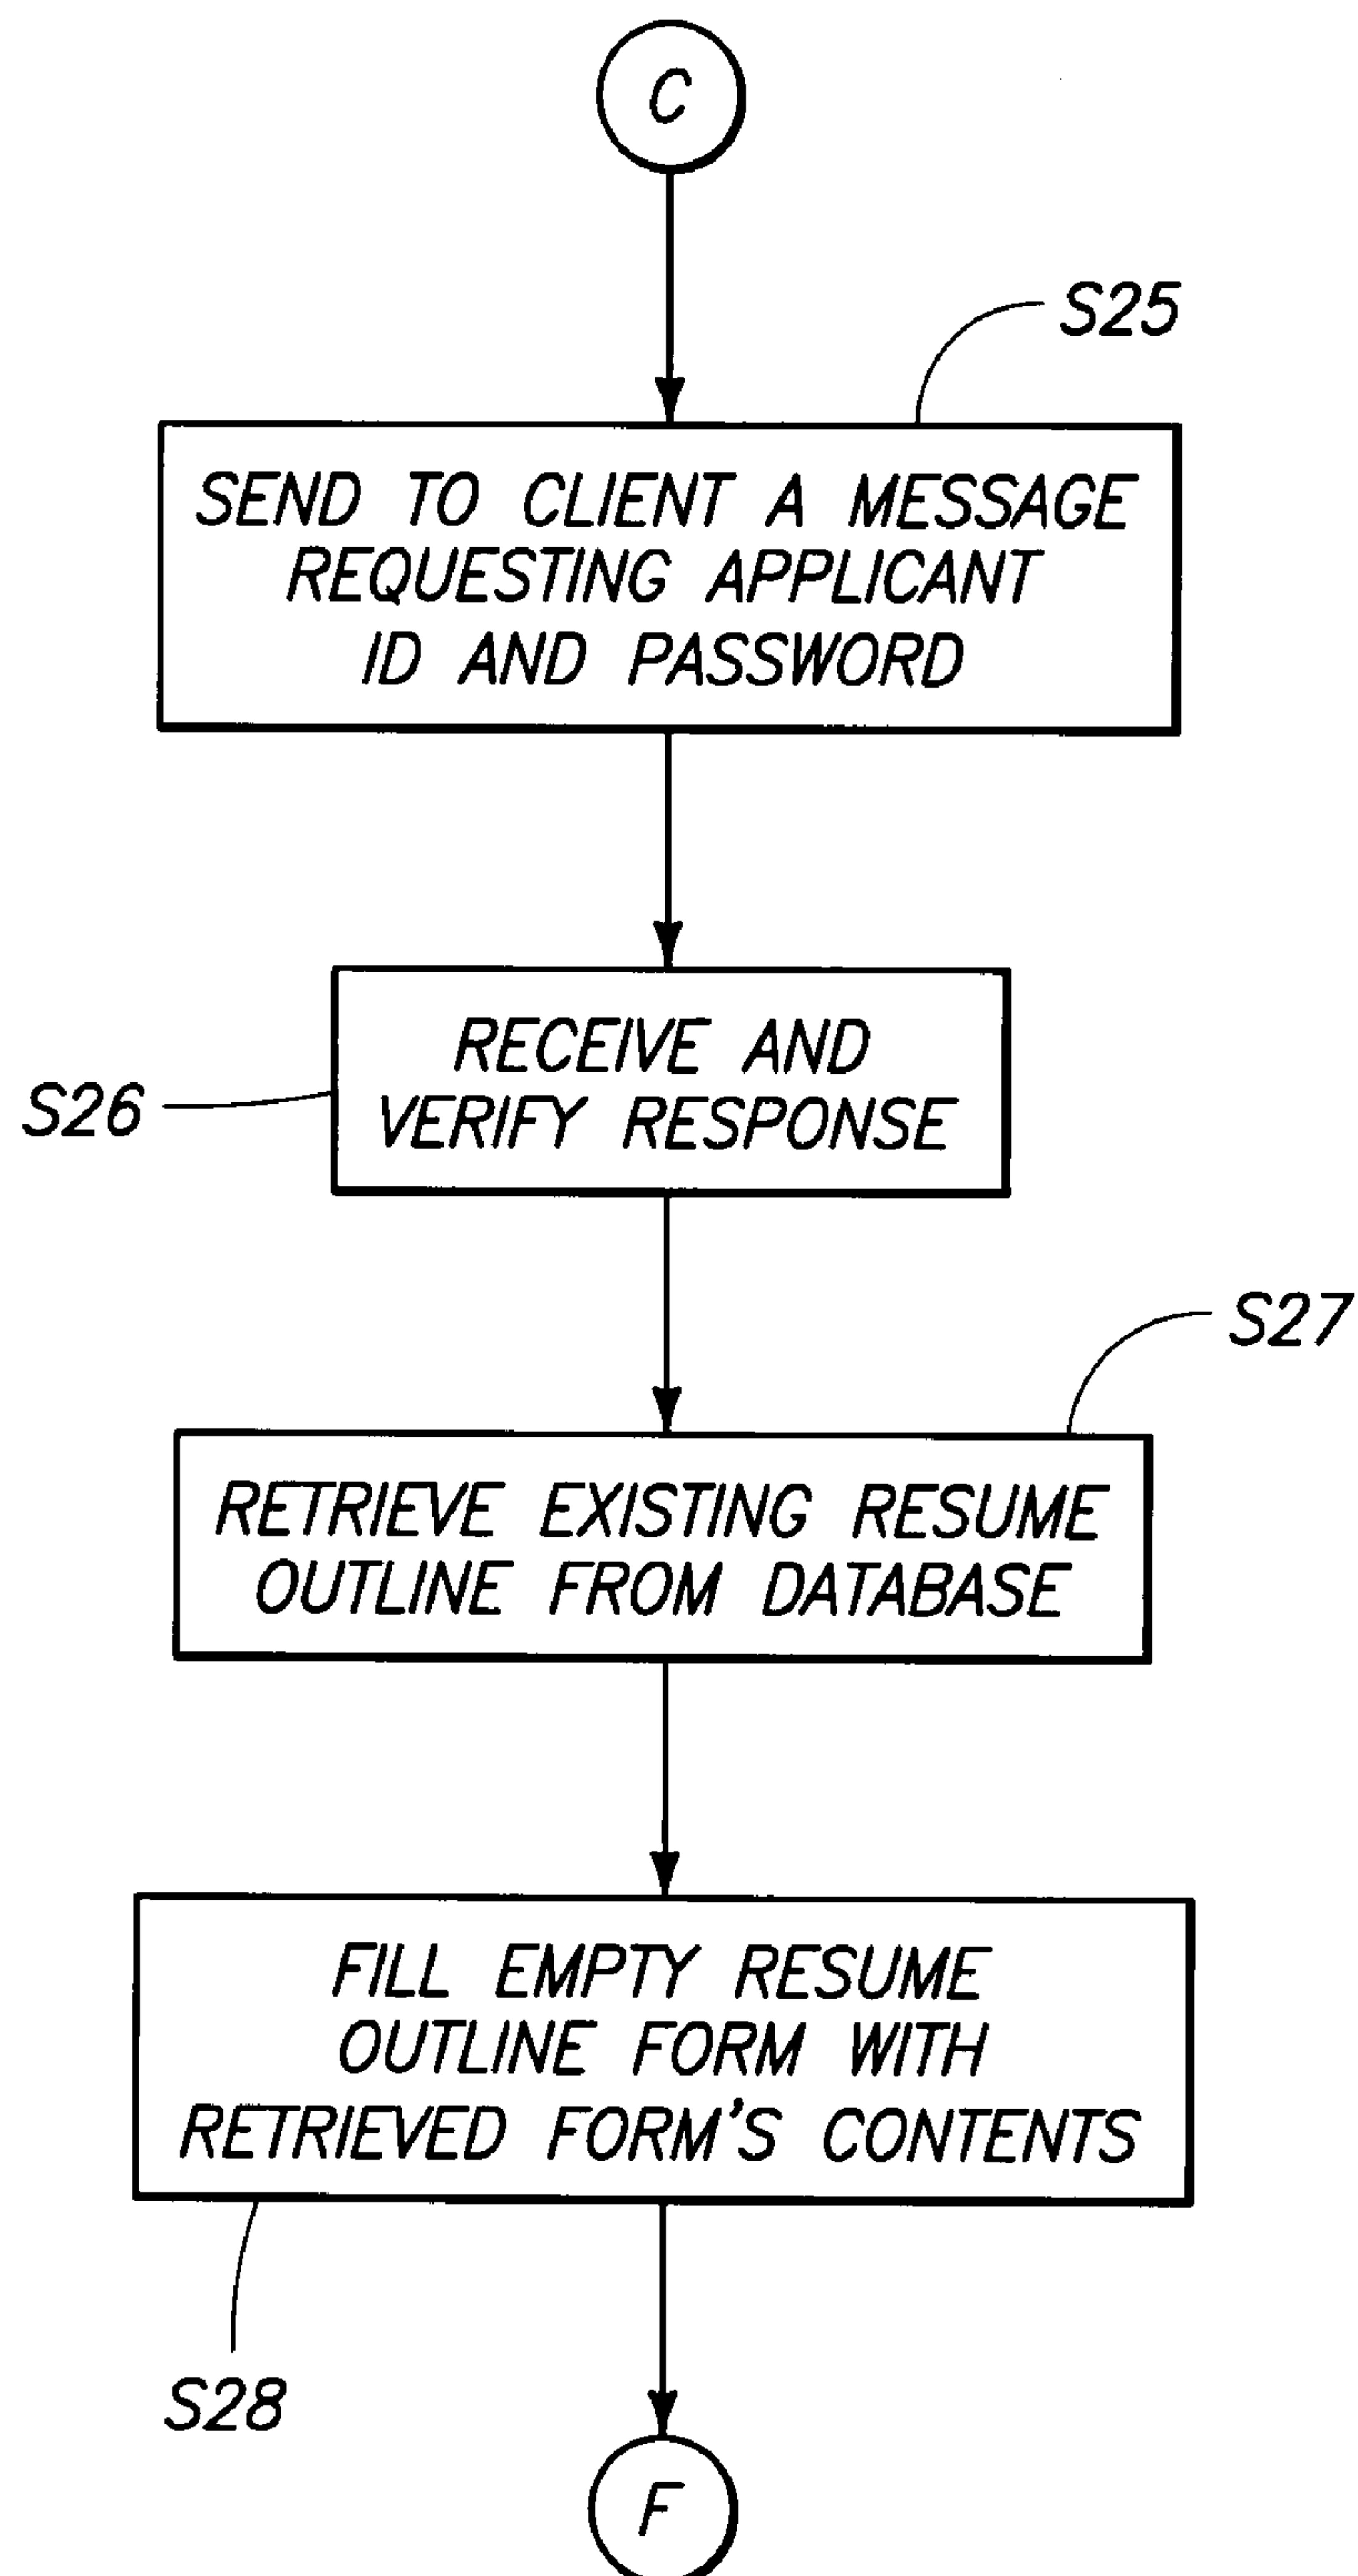 C
S25
SEND TO CLIENT A MESSAGE
REQUESTING APPLICANT
ID AND PASSWORD
RECEIVE AND
VERIFY RESPONSE
S26
S27
RETRIEVE EXISTING RESUME
OUTLINE FROM DATABASE
FILL EMPTY RESUME
OUTLINE FORM WITH
RETRIEVED FORM'S CONTENTS
S28
F